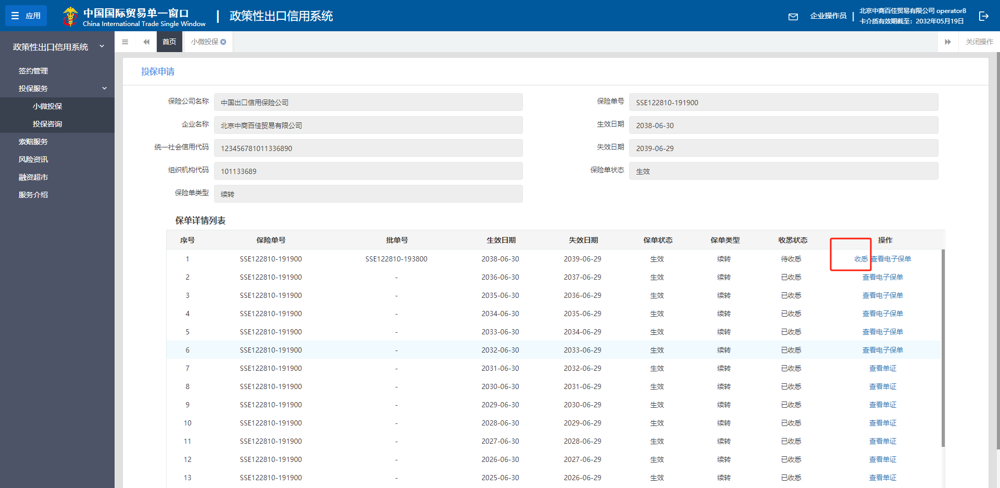 应用
中国国际贸易单一窗口
China International Trade Single Window
政策性出口信用系统
企业操作员
北京中商百佳贸易有限公司 operator8
卡介质有效期截至：2032年05月19日
政策性出口信用系统
签约管理
投保服务
小微投保
投保咨询
索赔服务
风险资讯
融资超市
服务介绍
首页
小微投保
关闭操作
投保申请
保险公司名称 中国出口信用保险公司 保险单号 SSE122810-191900
企业名称 北京中商百佳贸易有限公司 生效日期 2038-06-30
统一社会信用代码 123456781011336890 失效日期 2039-06-29
组织机构代码 101133689 保险单状态 生效
保险单类型 续转
保单详情列表
序号 保险单号 批单号 生效日期 失效日期 保单状态 保单类型 收悉状态 操作
1 SSE122810-191900 SSE122810-193800 2038-06-30 2039-06-29 生效 续转 待收悉 收悉 查看电子保单
2 SSE122810-191900 - 2036-06-30 2037-06-29 生效 续转 已收悉 查看电子保单
3 SSE122810-191900 - 2035-06-30 2036-06-29 生效 续转 已收悉 查看电子保单
4 SSE122810-191900 - 2034-06-30 2035-06-29 生效 续转 已收悉 查看电子保单
5 SSE122810-191900 - 2033-06-30 2034-06-29 生效 续转 已收悉 查看电子保单
6 SSE122810-191900 - 2032-06-30 2033-06-29 生效 续转 已收悉 查看电子保单
7 SSE122810-191900 - 2031-06-30 2032-06-29 生效 续转 已收悉 查看单证
8 SSE122810-191900 - 2030-06-30 2031-06-29 生效 续转 已收悉 查看单证
9 SSE122810-191900 - 2029-06-30 2030-06-29 生效 续转 已收悉 查看单证
10 SSE122810-191900 - 2028-06-30 2029-06-29 生效 续转 已收悉 查看单证
11 SSE122810-191900 - 2027-06-30 2028-06-29 生效 续转 已收悉 查看单证
12 SSE122810-191900 - 2026-06-30 2027-06-29 生效 续转 已收悉 查看单证
13 SSE122810-191900 - 2025-06-30 2026-06-29 生效 续转 已收悉 查看单证